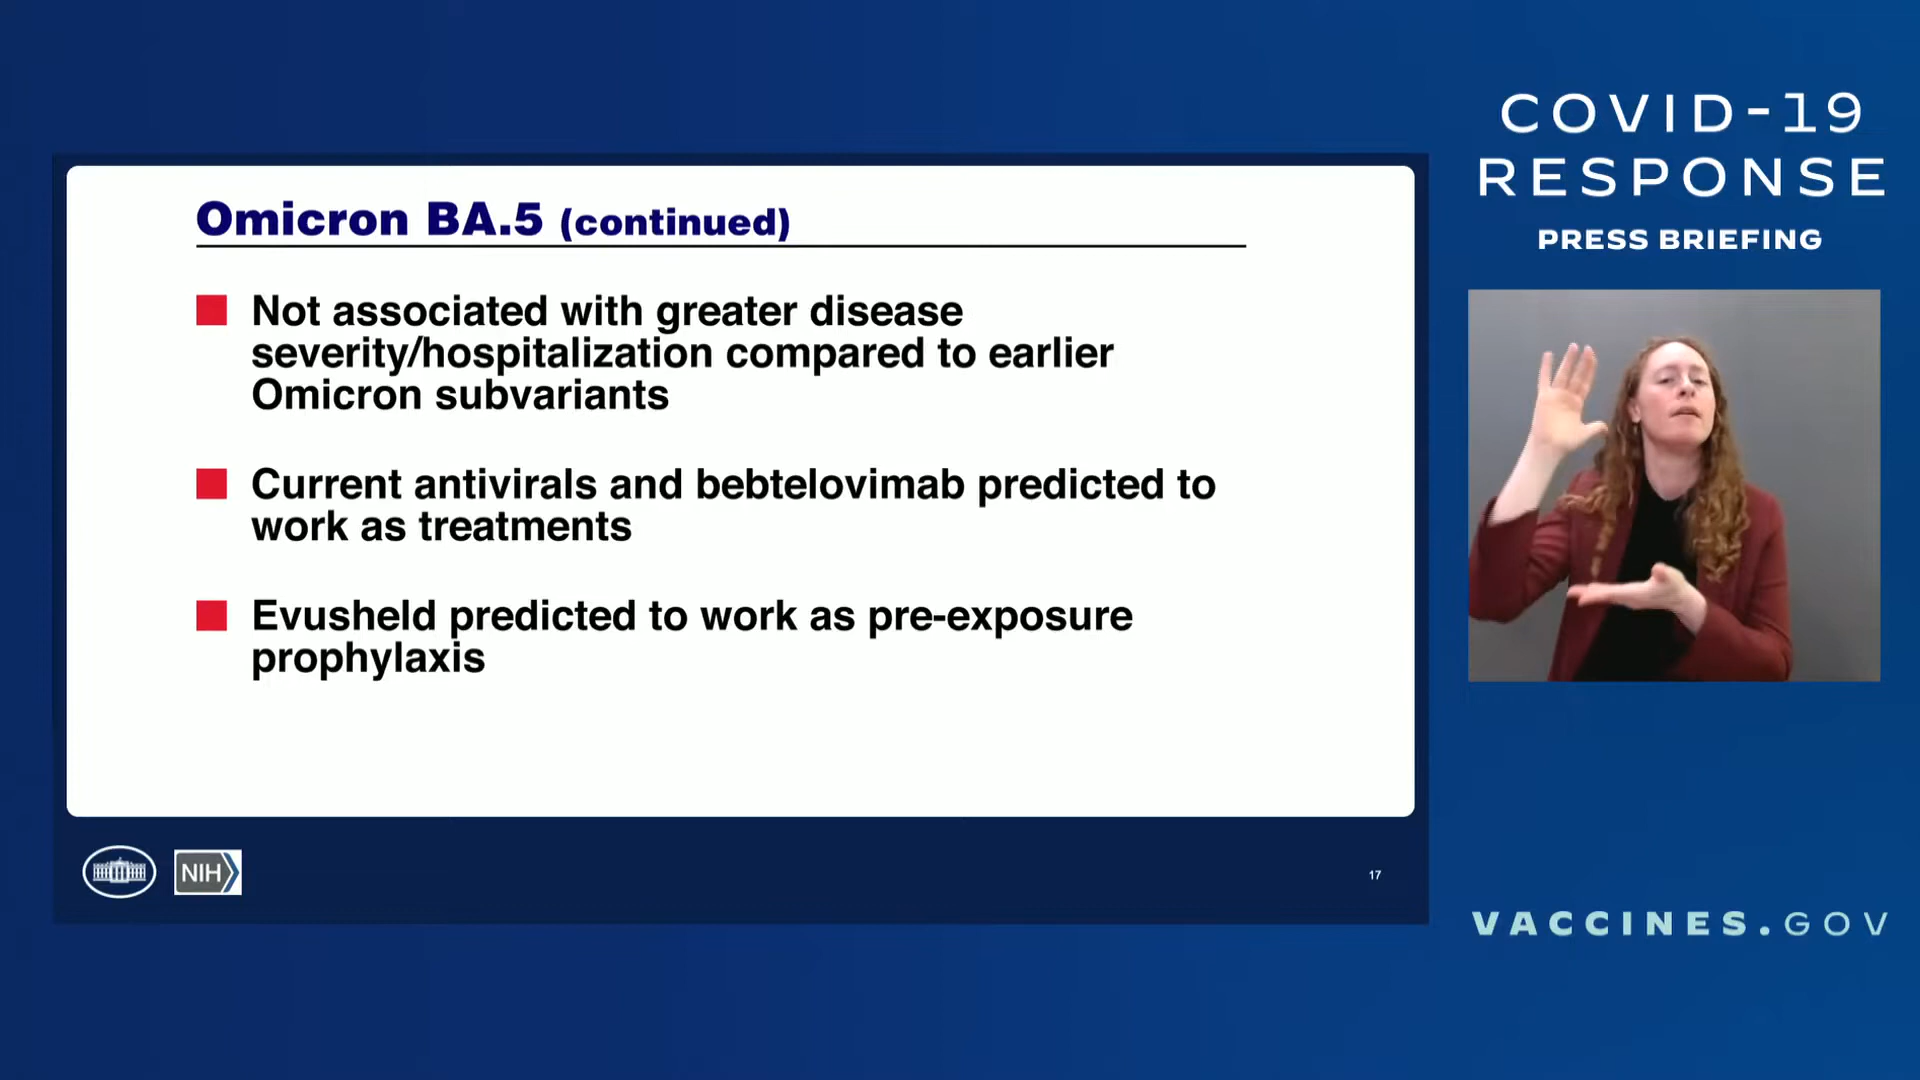 COVID-19
RESPONSE
PRESS BRIEFING
Omicron BA.5 (continued)
Not associated with greater disease
severity/hospitalization compared to earlier
Omicron subvariants
Current antivirals and bebtelovimab predicted to
work as treatments
Evusheld predicted to work as pre-exposure
prophylaxis
NIH
17
VACCINES.GOV